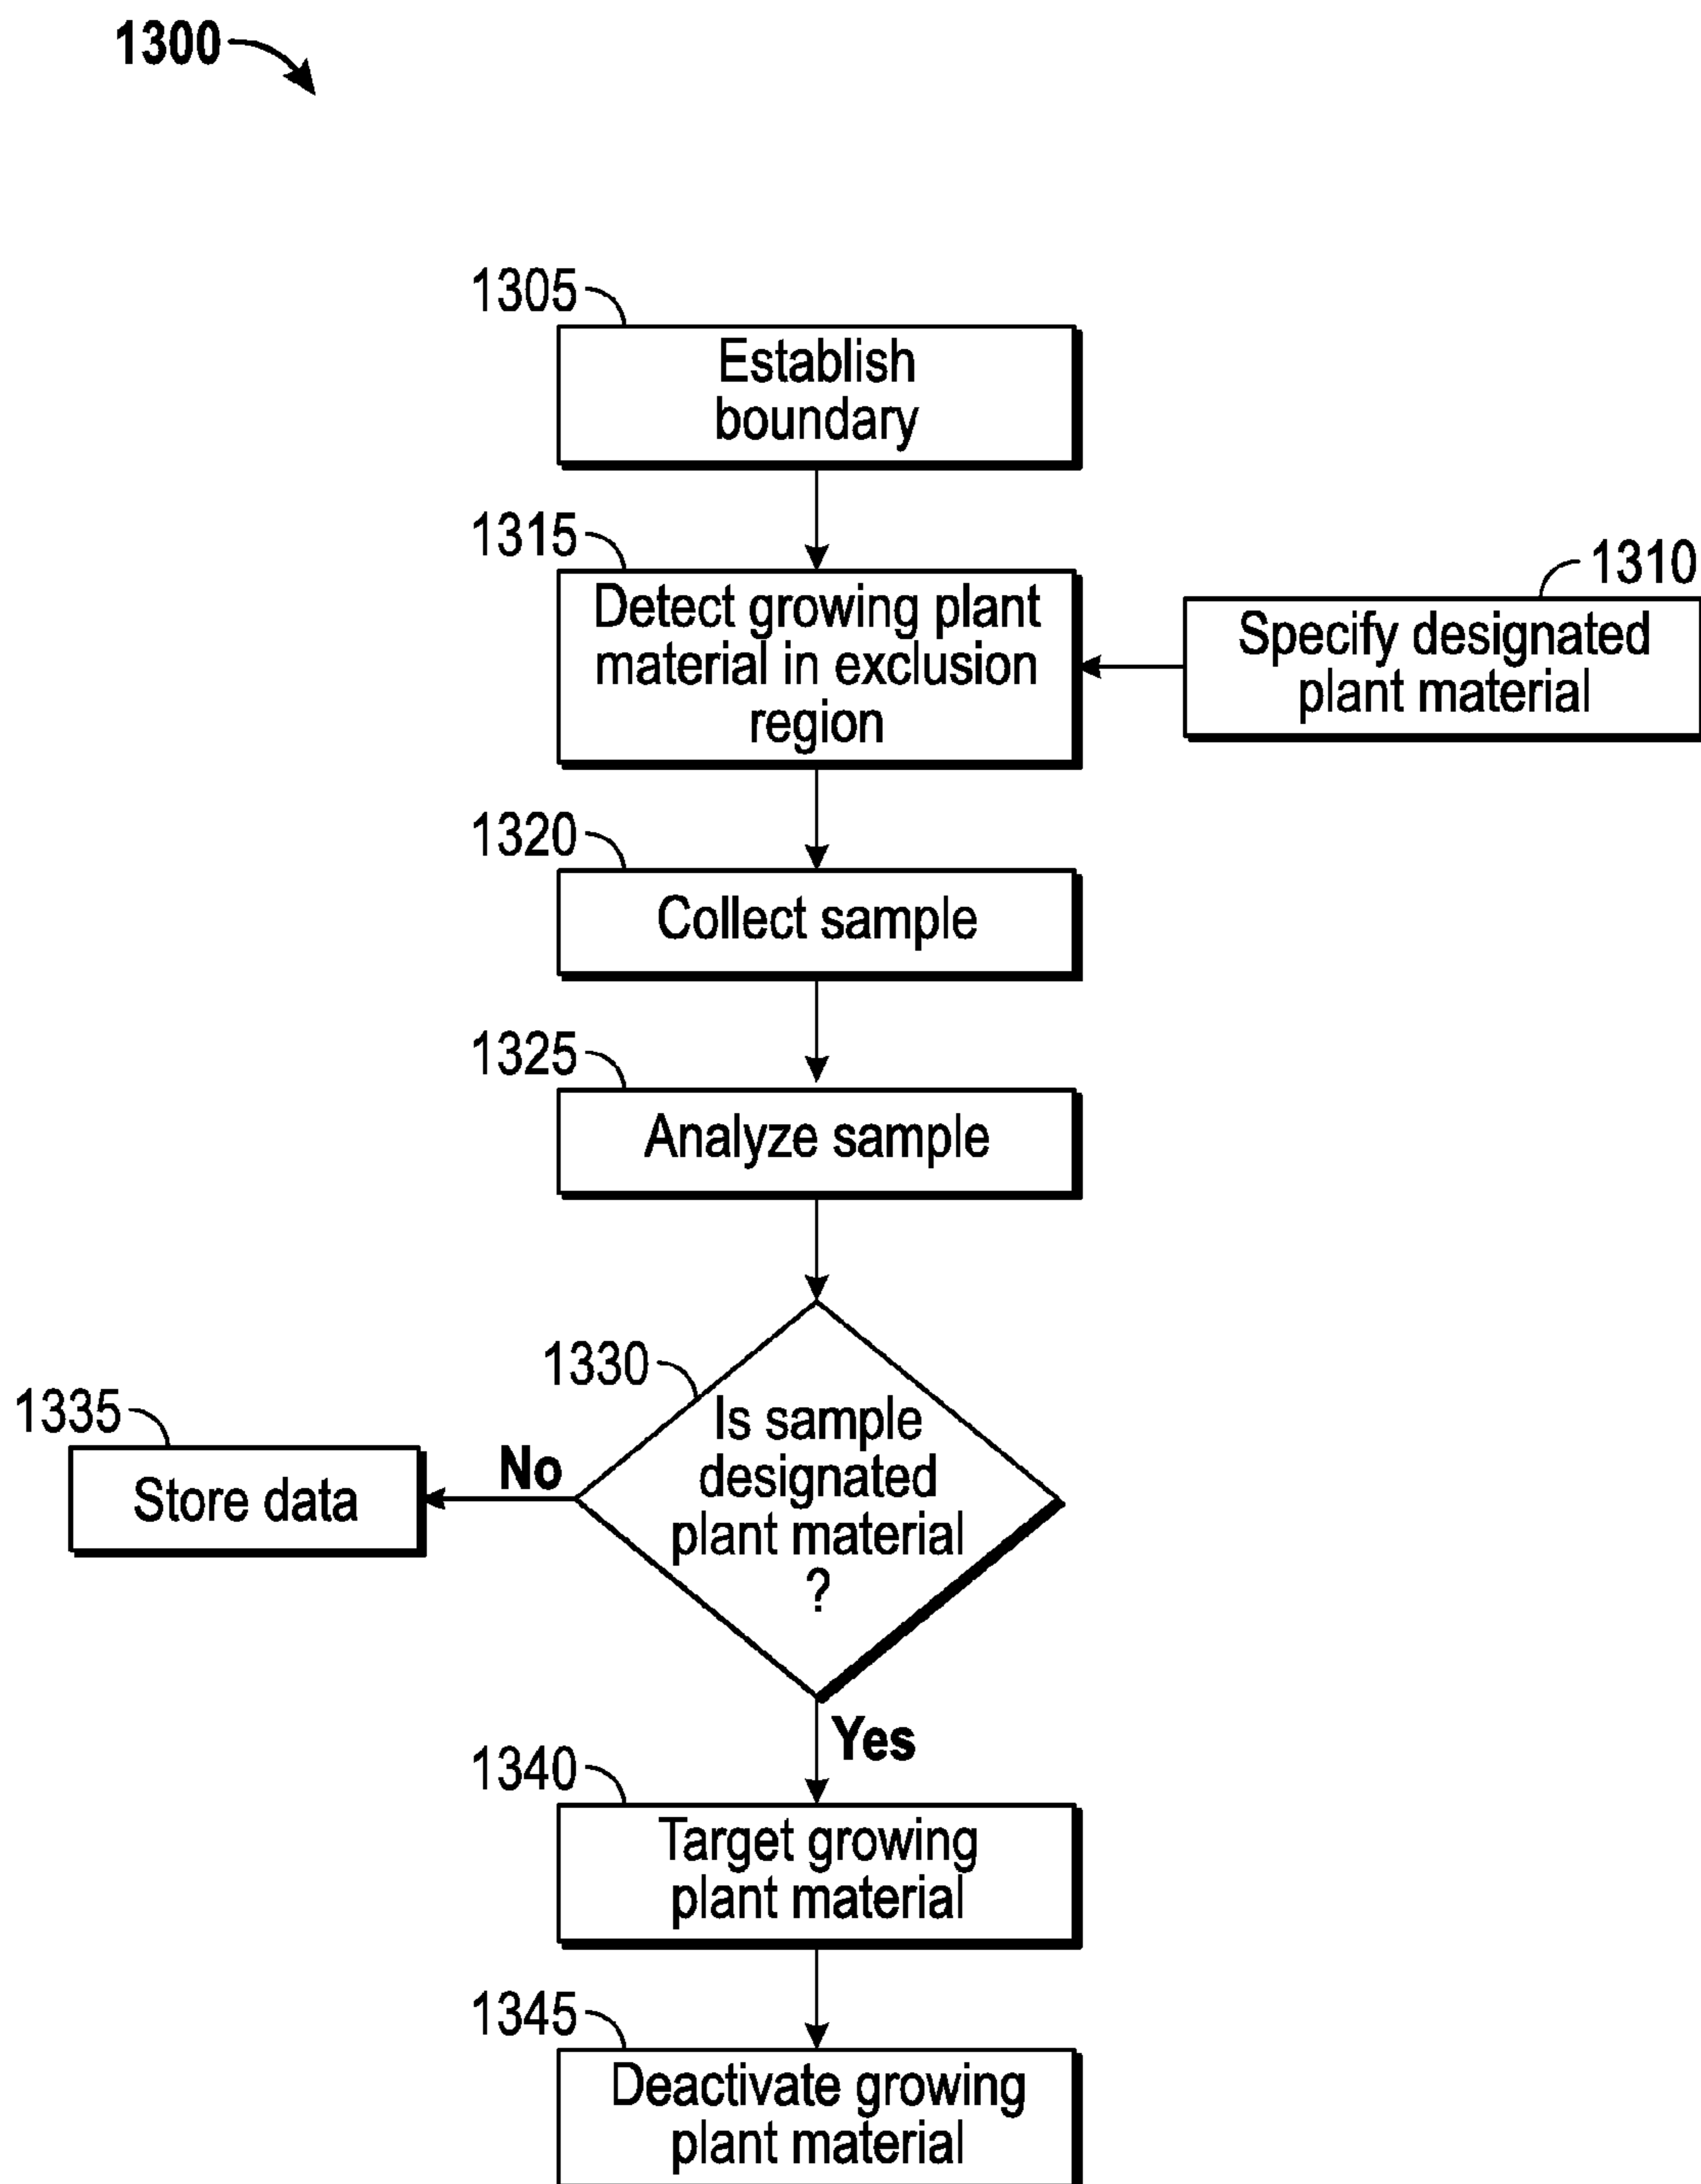 1300
1305
Establish
boundary
1315
Detect growing plant
material in exclusion
region
1310
Specify designated
plant material
1320
Collect sample
1325
Analyze sample
1330
Is sample
designated
plant material
?
No
1335
Store data
Yes
1340
Target growing
plant material
1345
Deactivate growing
plant material